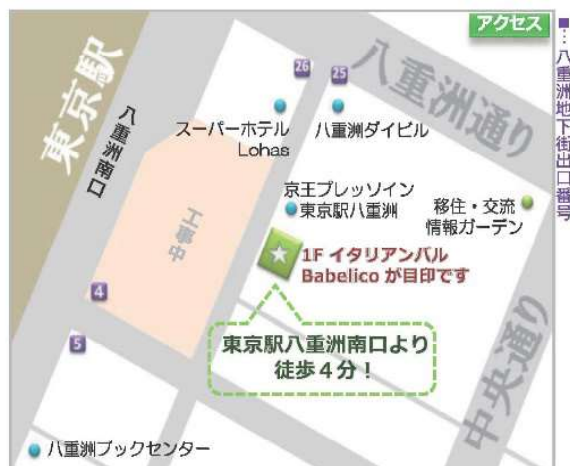 アクセス
■…八重洲地下街出口番号
東京駅
八重洲南口
26
25
八重洲通り
スーパーホテル
Lohas
八重洲ダイビル
京王プレッソイン
東京駅八重洲
移住・交流
情報ガーデン
工事中
1F イタリアンバル
Babelico が目印です
4
5
東京駅八重洲南口より
徒歩4分！
中央通り
八重洲ブックセンター